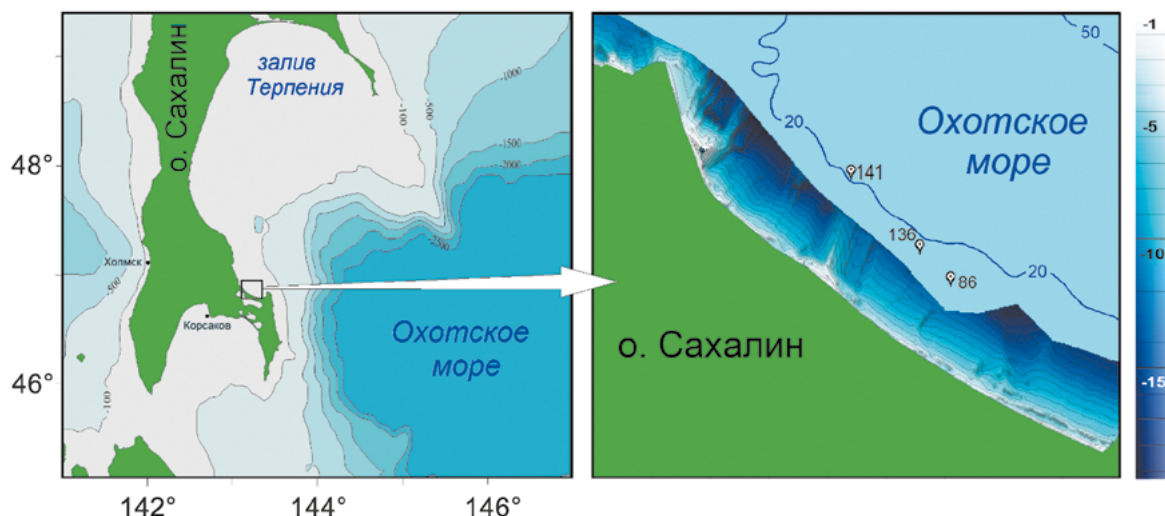 залив
Терпения
о. Сахалин
-1000
-500
-100
-1500
-2000
48°
-2500
Холмск
-500
Корсаков
Охотское
море
46°
-100
142°
144°
146°
50
20
Охотское
море
141
136
86
20
о. Сахалин
-1
-5
-10
-15